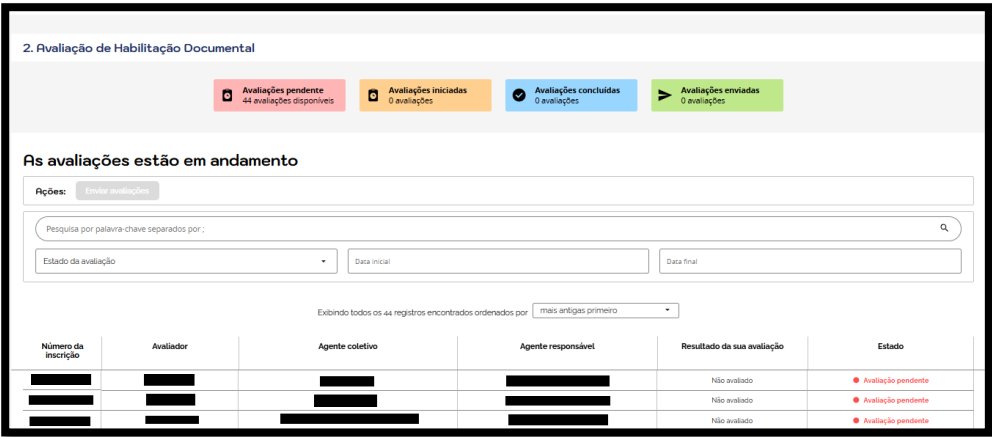 2. Avaliação de Habilitação Documental
Avaliações pendente
44 avaliações disponíveis
Avaliações iniciadas
0 avaliações
Avaliações concluídas
0 avaliações
Avaliações enviadas
0 avaliações
As avaliações estão em andamento
Ações: Enviar avaliações
Pesquisa por palavra-chave separados por ;
Estado da avaliação Data inicial Data final
Exibindo todos os 44 registros encontrados ordenados por mais antigas primeiro
Número da inscrição Avaliador Agente coletivo Agente responsável Resultado da sua avaliação Estado
Não avaliado Avaliação pendente
Não avaliado Avaliação pendente
Não avaliado Avaliação pendente